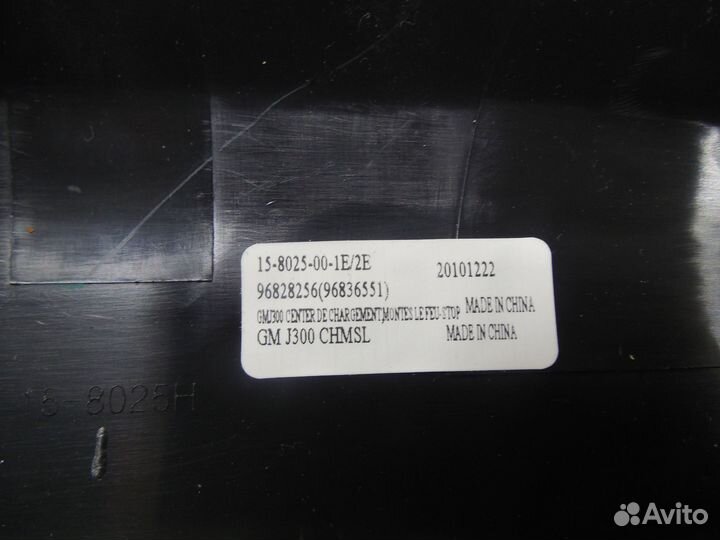 15-8025-00-1E/2E 20101222
96828256(96836551)
GMJ300 CENTER DE CHARGEMENT,MONTES LE FEU-STOP MADE IN CHINA
GM J300 CHMSL MADE IN CHINA
15-8025H
Avito